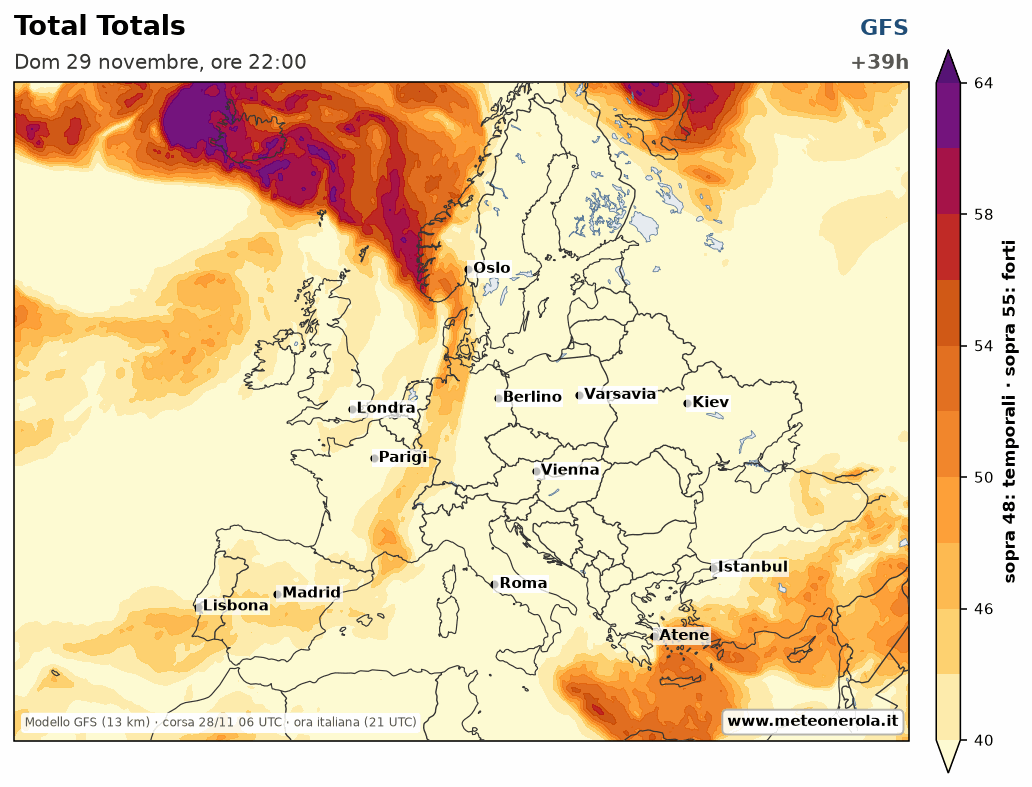 Total Totals
GFS
Dom 29 novembre, ore 22:00
+39h
64
58
54
50
46
40
sopra 48: temporali · sopra 55: forti
Oslo
Berlino
Varsavia
Kiev
Londra
Parigi
Vienna
Istanbul
Roma
Madrid
Lisbona
Atene
Modello GFS (13 km) · corsa 28/11 06 UTC · ora italiana (21 UTC)
www.meteonerola.it